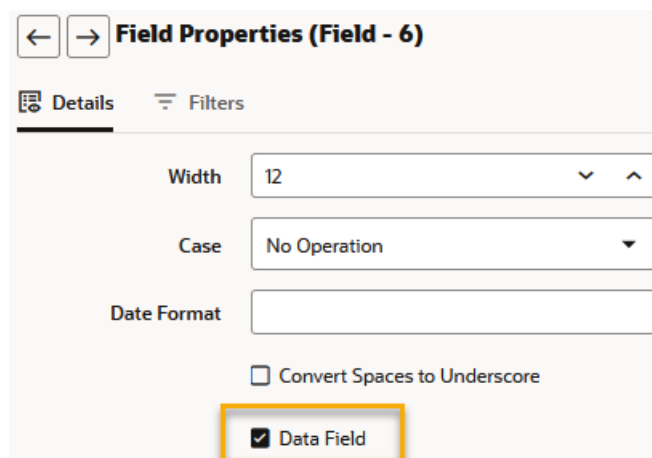 Field Properties (Field - 6)
Details Filters
Width 12
Case No Operation
Date Format
Convert Spaces to Underscore
Data Field